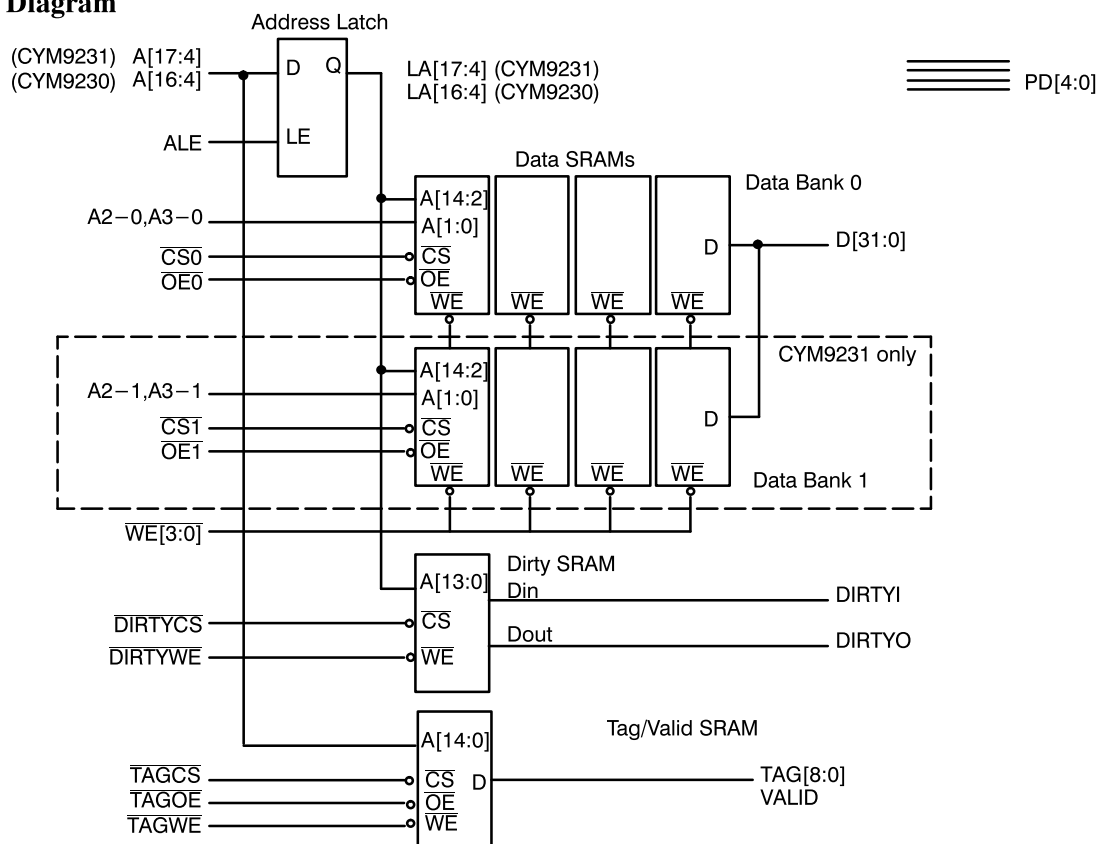 Diagram
Address Latch
(CYM9231) A[17:4]
(CYM9230) A[16:4]
D Q
LA[17:4] (CYM9231)
LA[16:4] (CYM9230)
PD[4:0]
ALE
LE
Data SRAMs
Data Bank 0
A[14:2]
A2−0,A3−0
A[1:0]
D
D[31:0]
CS0
CS
OE0
OE
WE WE WE WE
CYM9231 only
A[14:2]
A2−1,A3−1
A[1:0]
D
CS1
CS
OE1
OE
WE WE WE WE
Data Bank 1
WE[3:0]
Dirty SRAM
A[13:0]
Din
DIRTYI
DIRTYCS
CS
Dout
DIRTYO
DIRTYWE
WE
Tag/Valid SRAM
A[14:0]
TAGCS
CS D
TAG[8:0]
VALID
TAGOE
OE
TAGWE
WE